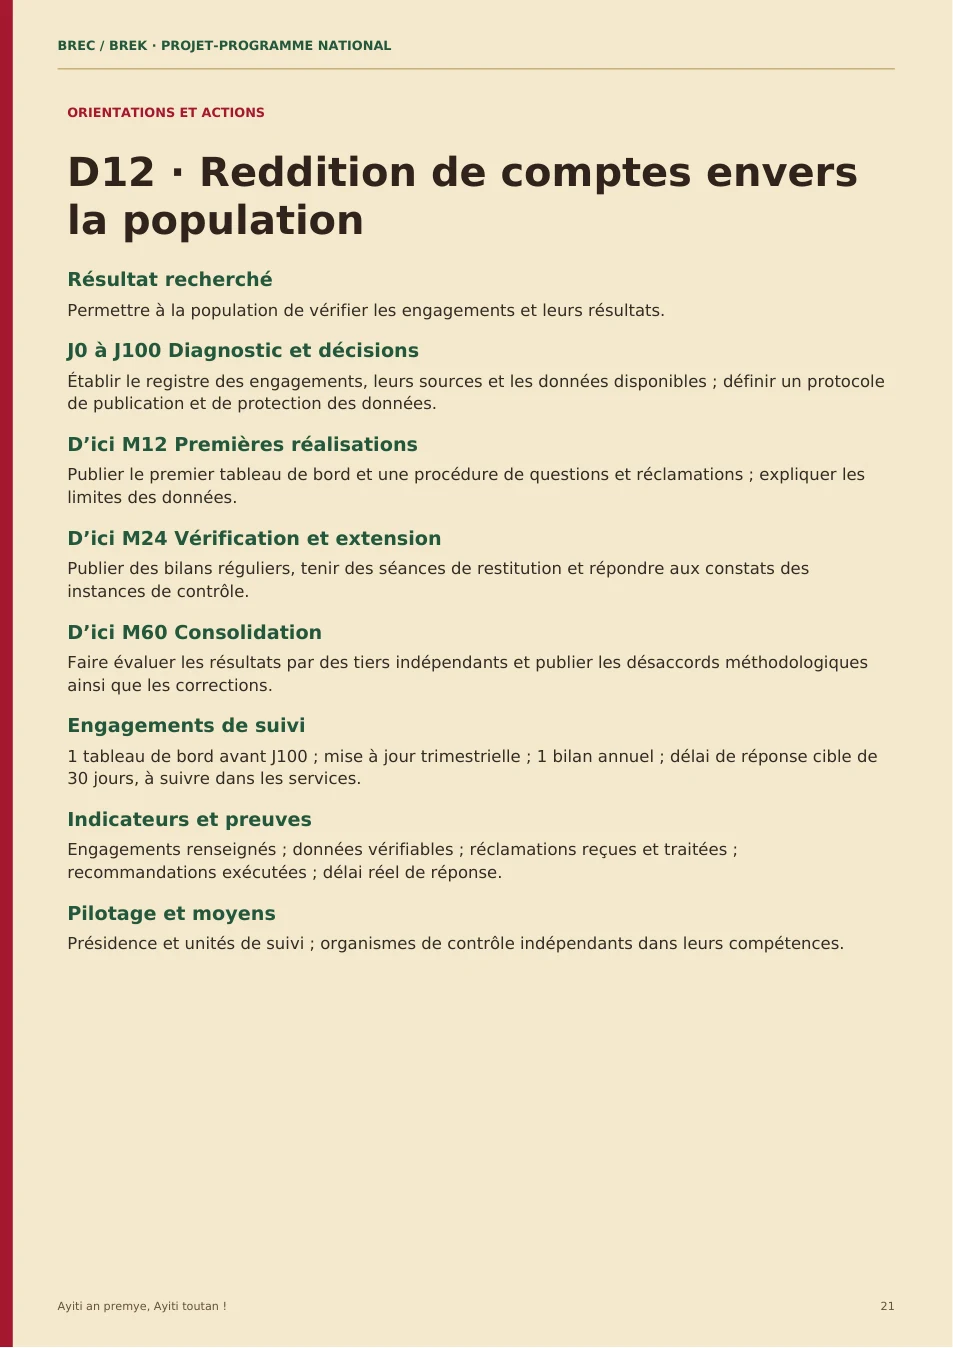 BREC / BREK · PROJET-PROGRAMME NATIONAL
ORIENTATIONS ET ACTIONS
D12 · Reddition de comptes envers
la population
Résultat recherché
Permettre à la population de vérifier les engagements et leurs résultats.
J0 à J100 Diagnostic et décisions
Établir le registre des engagements, leurs sources et les données disponibles ; définir un protocole
de publication et de protection des données.
D’ici M12 Premières réalisations
Publier le premier tableau de bord et une procédure de questions et réclamations ; expliquer les
limites des données.
D’ici M24 Vérification et extension
Publier des bilans réguliers, tenir des séances de restitution et répondre aux constats des
instances de contrôle.
D’ici M60 Consolidation
Faire évaluer les résultats par des tiers indépendants et publier les désaccords méthodologiques
ainsi que les corrections.
Engagements de suivi
1 tableau de bord avant J100 ; mise à jour trimestrielle ; 1 bilan annuel ; délai de réponse cible de
30 jours, à suivre dans les services.
Indicateurs et preuves
Engagements renseignés ; données vérifiables ; réclamations reçues et traitées ;
recommandations exécutées ; délai réel de réponse.
Pilotage et moyens
Présidence et unités de suivi ; organismes de contrôle indépendants dans leurs compétences.
Ayiti an premye, Ayiti toutan !
21